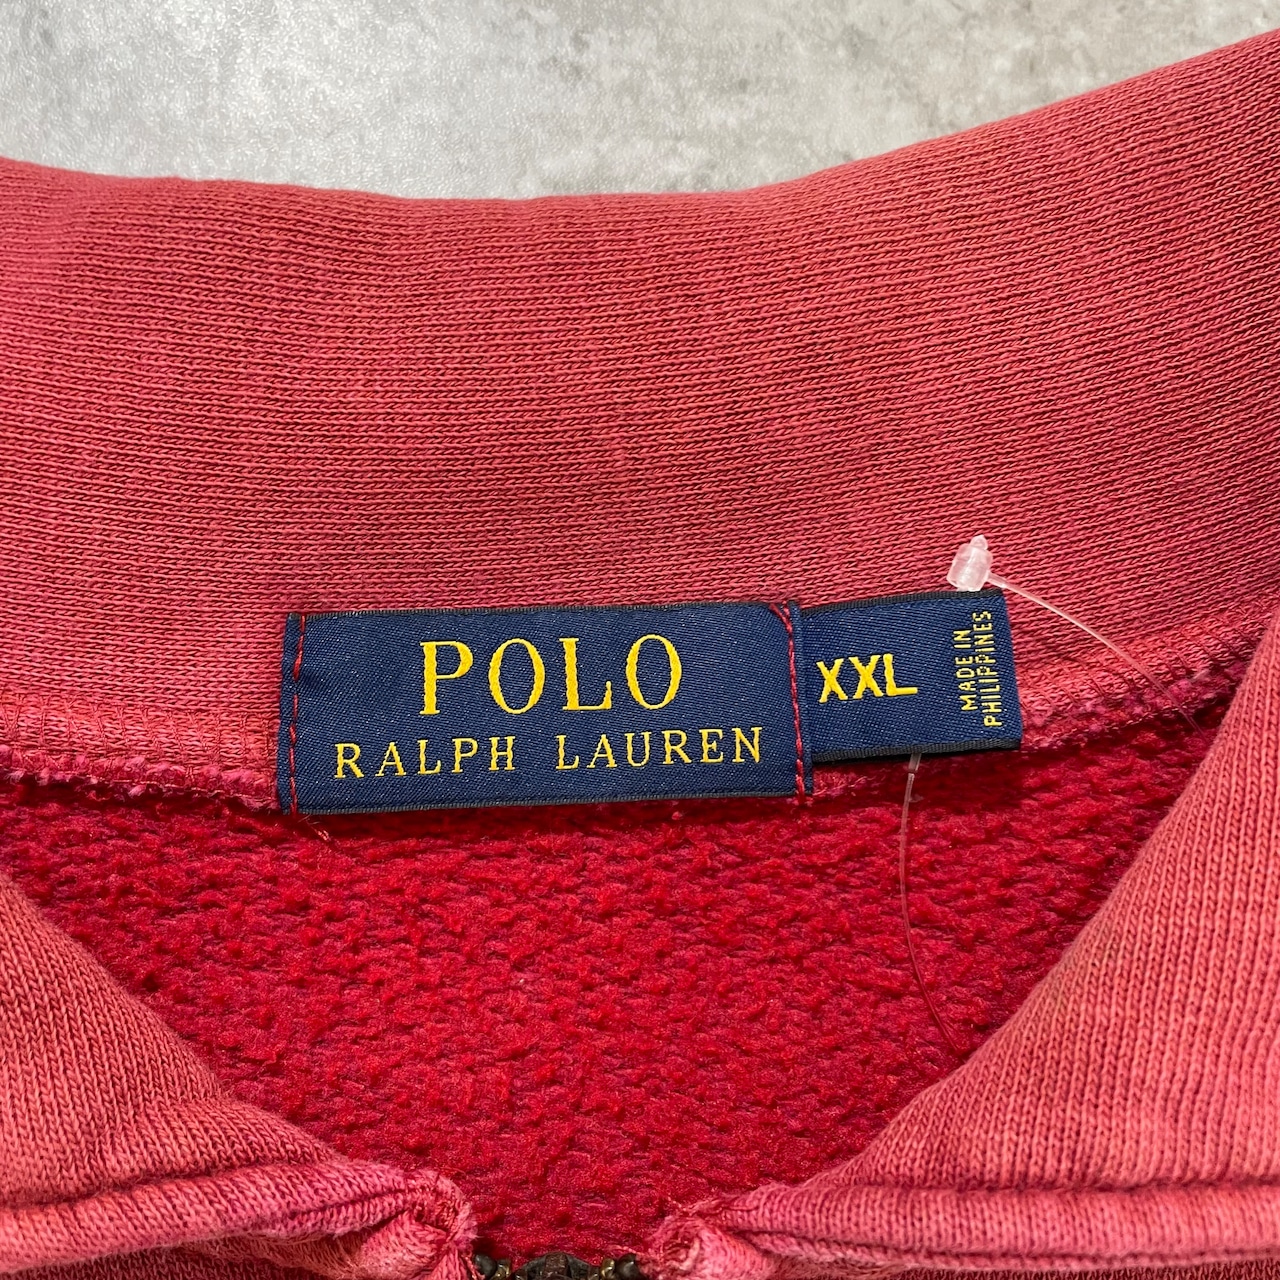 POLO
RALPH LAUREN
XXL
MADE IN
PHILIPPINES